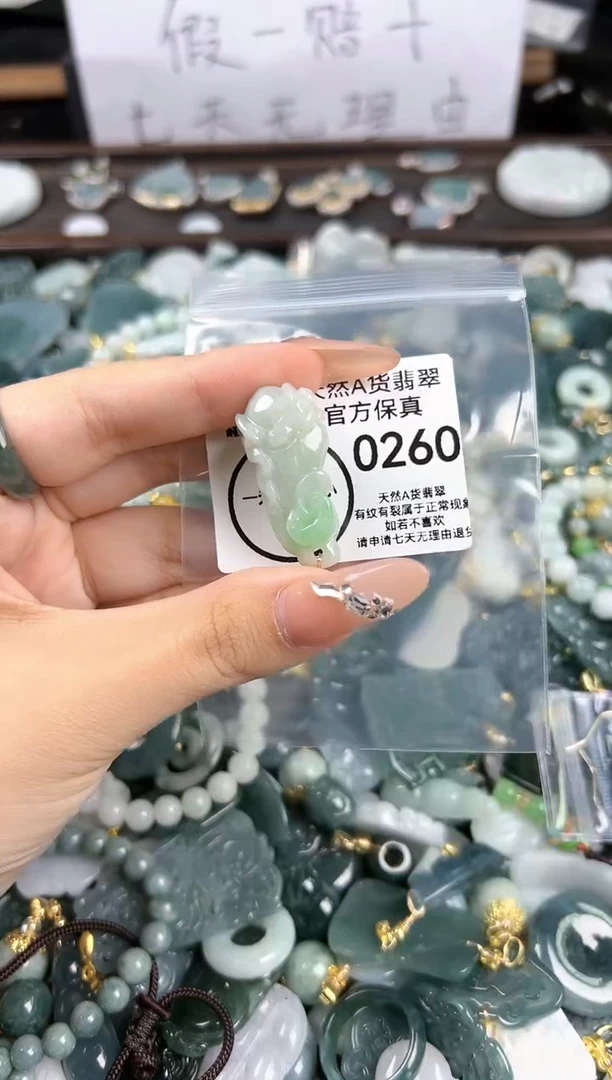 假一赔十
七天无理由
天然A货翡翠
官方保真
0260
天然A货翡翠
有纹有裂属于正常现象
如若不喜欢
请申请七天无理由退货